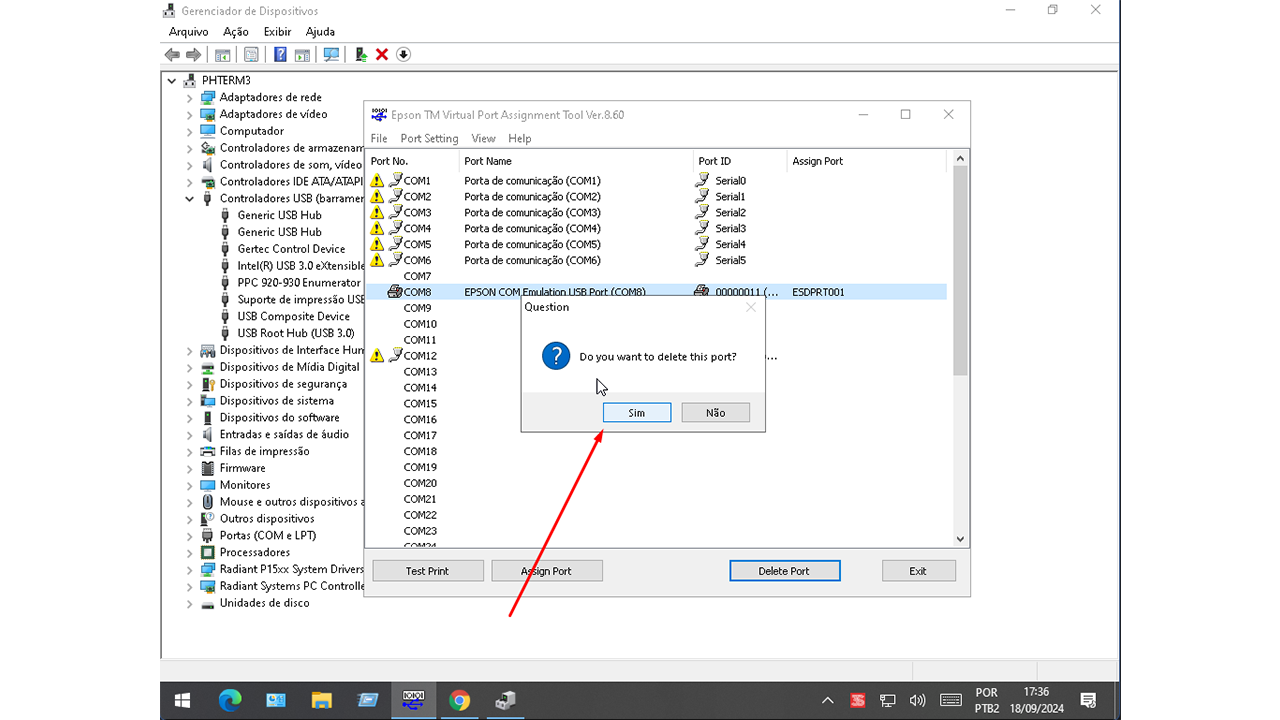 Gerenciador de Dispositivos
Arquivo Ação Exibir Ajuda
PHTERM3
Adaptadores de rede
Adaptadores de vídeo
Computador
Controladores de armazenam
Controladores de som, vídeo
Controladores IDE ATA/ATAPI
Controladores USB (barramer
Generic USB Hub
Generic USB Hub
Gertec Control Device
Intel(R) USB 3.0 eXtensible
PPC 920-930 Enumerator
Suporte de impressão USE
USB Composite Device
USB Root Hub (USB 3.0)
Dispositivos de Interface Hun
Dispositivos de Mídia Digital
Dispositivos de segurança
Dispositivos de sistema
Dispositivos do software
Entradas e saídas de áudio
Filas de impressão
Firmware
Monitores
Mouse e outros dispositivos a
Outros dispositivos
Portas (COM e LPT)
Processadores
Radiant P15xx System Drivers
Radiant Systems PC Controlle
Unidades de disco
Epson TM Virtual Port Assignment Tool Ver.8.60
File Port Setting View Help
Port No. Port Name Port ID Assign Port
COM1 Porta de comunicação (COM1) Serial0
COM2 Porta de comunicação (COM2) Serial1
COM3 Porta de comunicação (COM3) Serial2
COM4 Porta de comunicação (COM4) Serial3
COM5 Porta de comunicação (COM5) Serial4
COM6 Porta de comunicação (COM6) Serial5
COM7
COM8 EPSON COM Emulation USB Port (COM8) 00000011 (... ESDPRT001
COM9
COM10
COM11
COM12 ...
COM13
COM14
COM15
COM16
COM17
COM18
COM19
COM20
COM21
COM22
COM23
COM24
Question
Do you want to delete this port?
Sim Não
Test Print Assign Port Delete Port Exit
POR
PTB2
17:36
18/09/2024